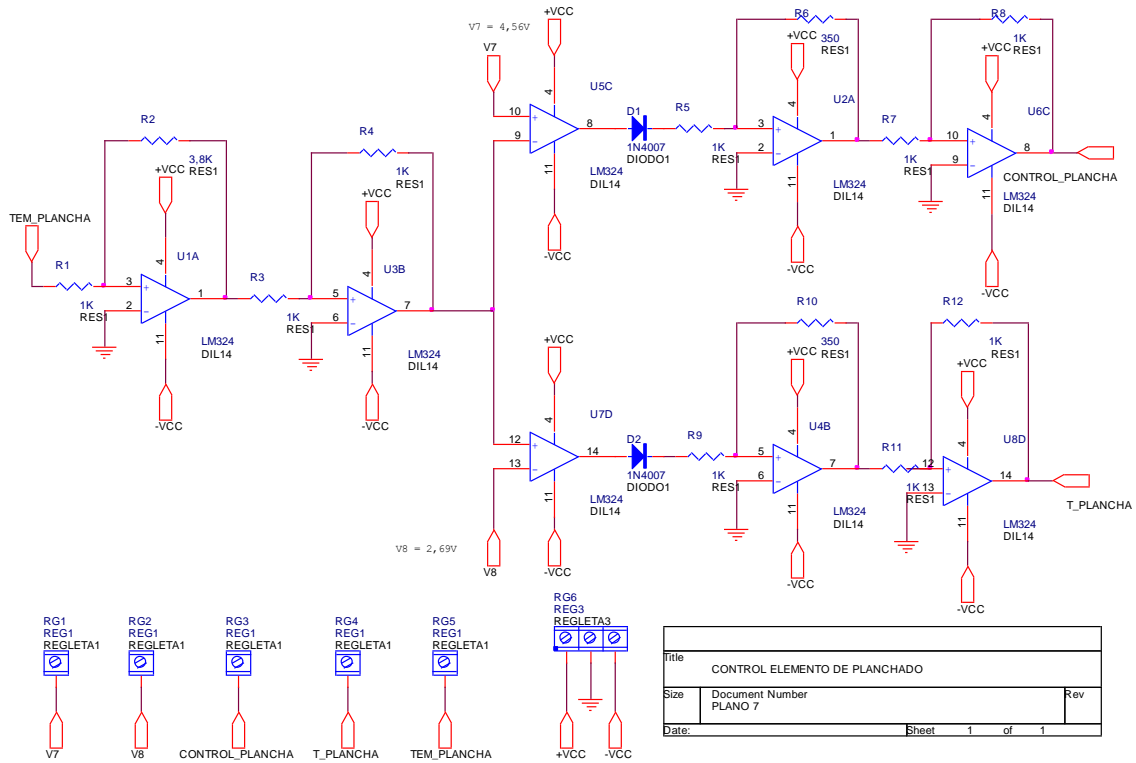 V7 = 4,56V
+VCC
V7
4
10
+
9
-
8
11
U5C
LM324
DIL14
-VCC
D1
1N4007
DIODO1
R5
1K
RES1
R6
350
RES1
+VCC
4
3
+
2
-
1
11
U2A
LM324
DIL14
-VCC
R7
1K
RES1
R8
1K
RES1
+VCC
4
10
+
9
-
8
11
U6C
LM324
DIL14
-VCC
CONTROL_PLANCHA
TEM_PLANCHA
R1
1K
RES1
R2
3,8K
RES1
+VCC
4
3
+
2
-
1
11
U1A
LM324
DIL14
-VCC
R3
1K
RES1
R4
1K
RES1
+VCC
4
5
+
6
-
7
11
U3B
LM324
DIL14
-VCC
+VCC
4
12
+
13
-
14
11
U7D
LM324
DIL14
-VCC
V8 = 2,69V
V8
D2
1N4007
DIODO1
R9
1K
RES1
R10
350
RES1
+VCC
4
5
+
6
-
7
11
U4B
LM324
DIL14
-VCC
R11
1K
RES1
R12
1K
RES1
+VCC
4
12
+
13
-
14
11
U8D
LM324
DIL14
-VCC
T_PLANCHA
RG1
REG1
REGLETA1
V7
RG2
REG1
REGLETA1
V8
RG3
REG1
REGLETA1
CONTROL_PLANCHA
RG4
REG1
REGLETA1
T_PLANCHA
RG5
REG1
REGLETA1
TEM_PLANCHA
RG6
REG3
REGLETA3
+VCC
-VCC
Title
CONTROL ELEMENTO DE PLANCHADO
Size
Document Number
Rev
PLANO 7
Date:
Sheet 1 of 1